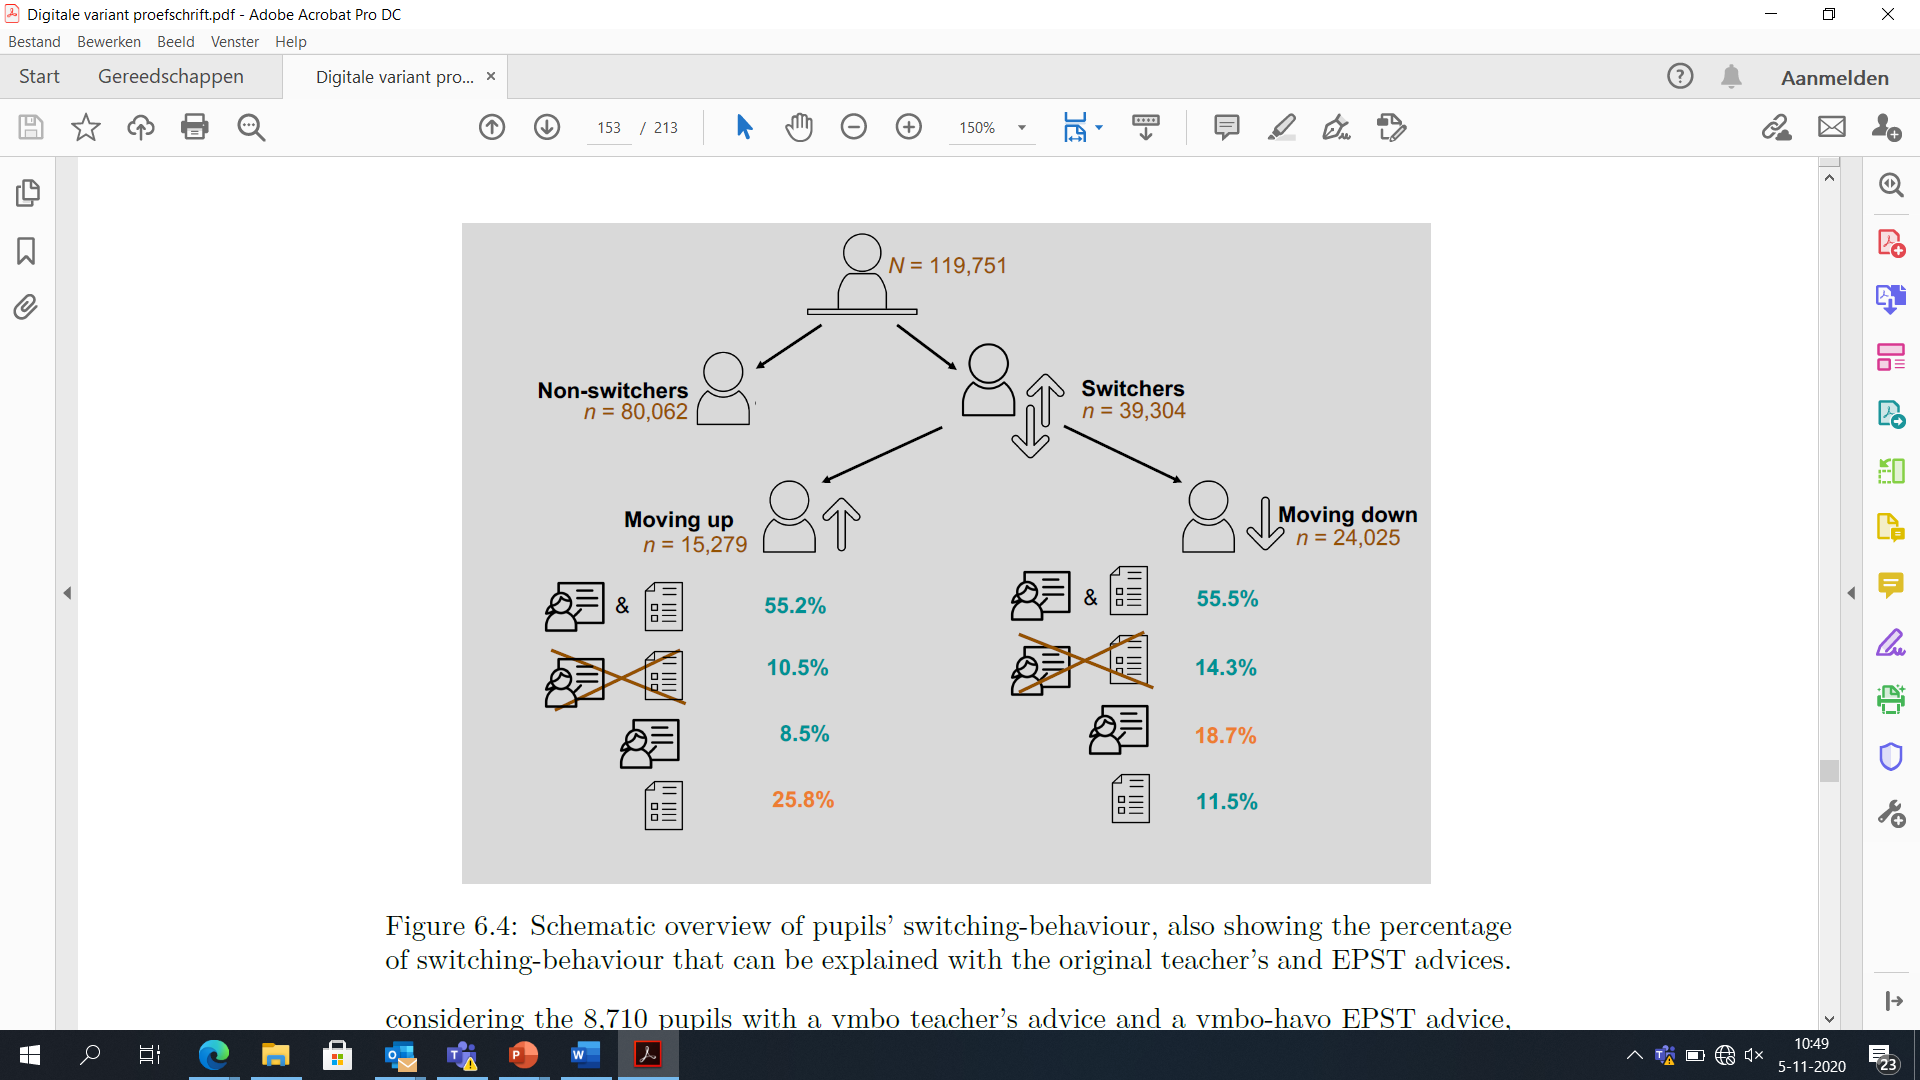 Digitale variant proefschrift.pdf - Adobe Acrobat Pro DC
Bestand Bewerken Beeld Venster Help
Start Gereedschappen Digitale variant pro... × Aanmelden
153 / 213 150%
N = 119,751
Non-switchers
n = 80,062
Switchers
n = 39,304
Moving up
n = 15,279
Moving down
n = 24,025
& 55.2%
10.5%
8.5%
25.8%
& 55.5%
14.3%
18.7%
11.5%
Figure 6.4: Schematic overview of pupils' switching-behaviour, also showing the percentage
of switching-behaviour that can be explained with the original teacher's and EPST advices.
considering the 8,710 pupils with a vmbo teacher's advice and a vmbo-havo EPST advice,
10:49
5-11-2020
23